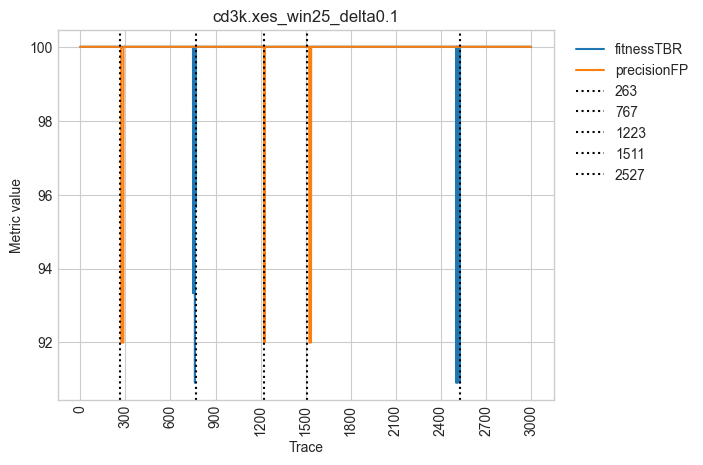 cd3k.xes_win25_delta0.1
fitnessTBR
precisionFP
263
767
1223
1511
2527
Metric value
100
98
96
94
92
0 300 600 900 1200 1500 1800 2100 2400 2700 3000
Trace